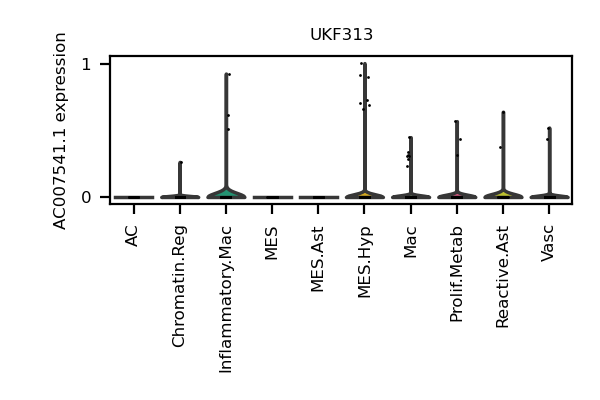 UKF313
AC007541.1 expression
1
0
AC
Chromatin.Reg
Inflammatory.Mac
MES
MES.Ast
MES.Hyp
Mac
Prolif.Metab
Reactive.Ast
Vasc